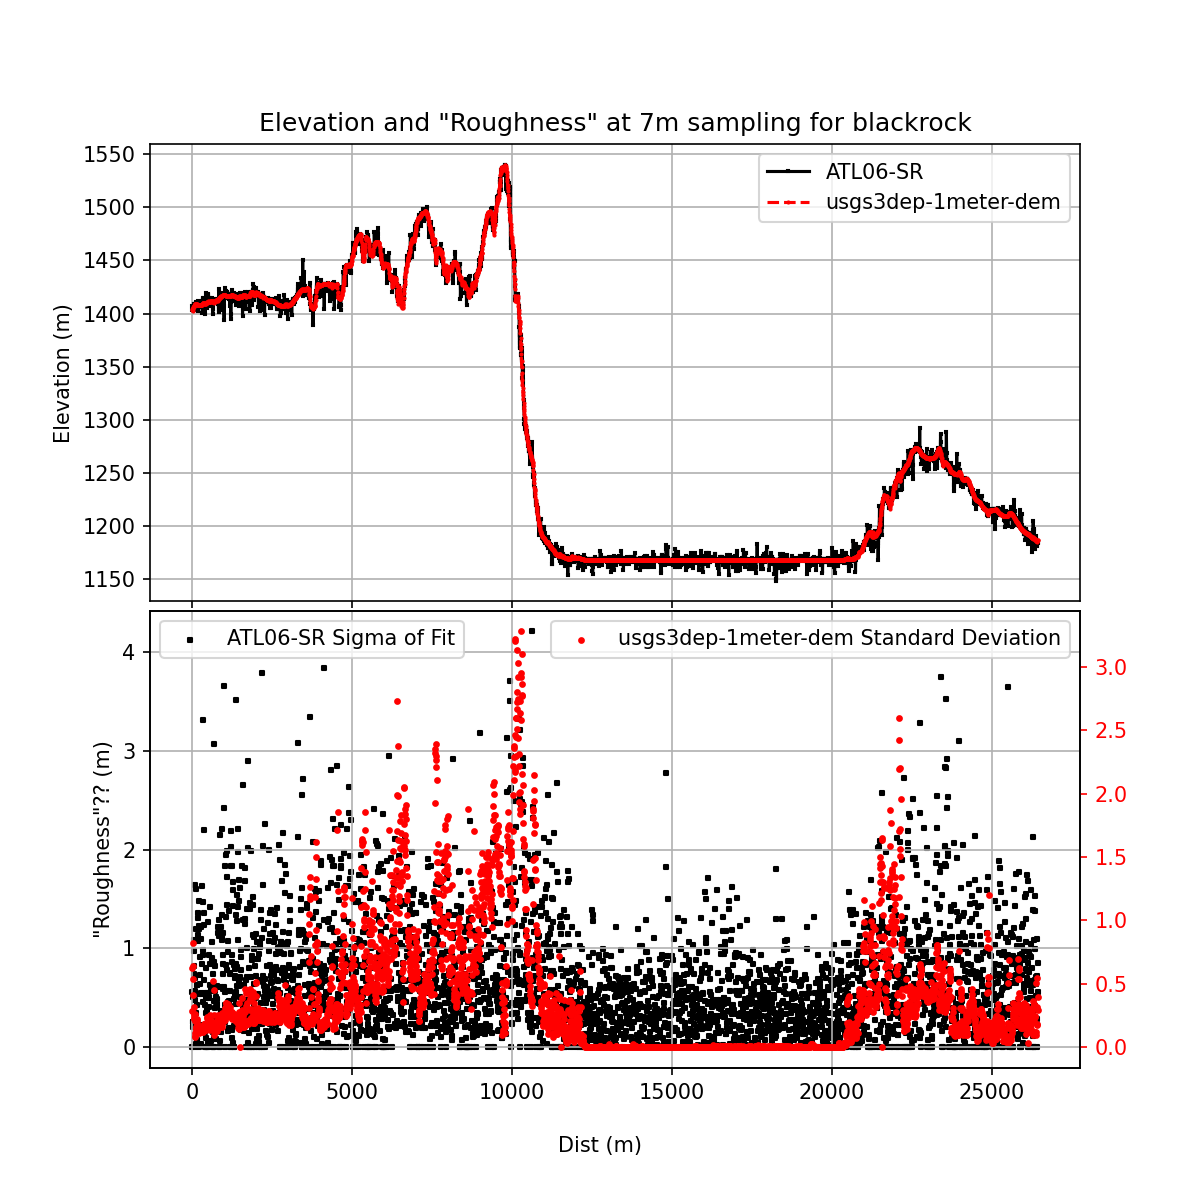 Elevation and "Roughness" at 7m sampling for blackrock
1550
1500
1450
1400
1350
1300
1250
1200
1150
Elevation (m)
ATL06-SR
usgs3dep-1meter-dem
ATL06-SR Sigma of Fit
usgs3dep-1meter-dem Standard Deviation
4
3
2
1
0
"Roughness"?? (m)
3.0
2.5
2.0
1.5
1.0
0.5
0.0
0 5000 10000 15000 20000 25000
Dist (m)